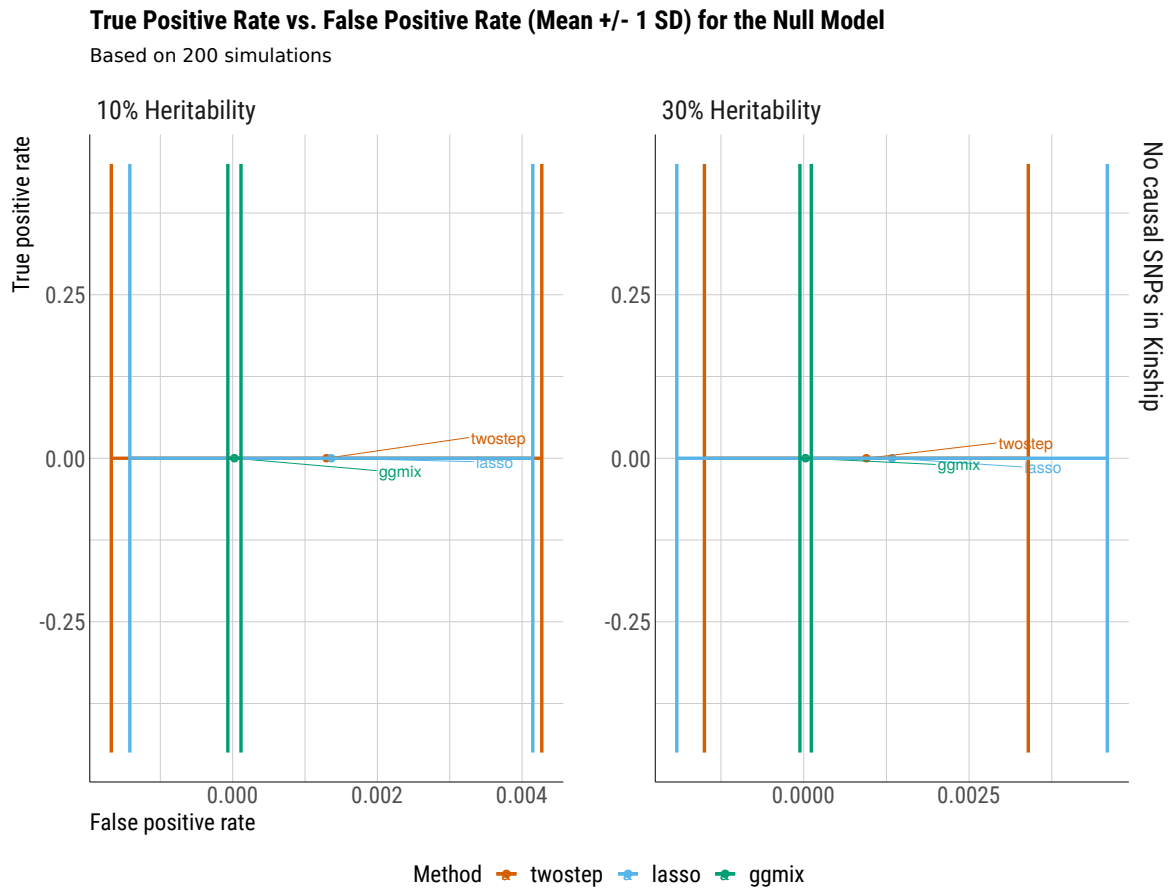 True Positive Rate vs. False Positive Rate (Mean +/- 1 SD) for the Null Model
Based on 200 simulations
10% Heritability
30% Heritability
True positive rate
No causal SNPs in Kinship
0.25
0.00
-0.25
twostep
lasso
ggmix
0.25
0.00
-0.25
twostep
ggmix
lasso
0.000 0.002 0.004
0.0000 0.0025
False positive rate
Method a twostep a lasso a ggmix